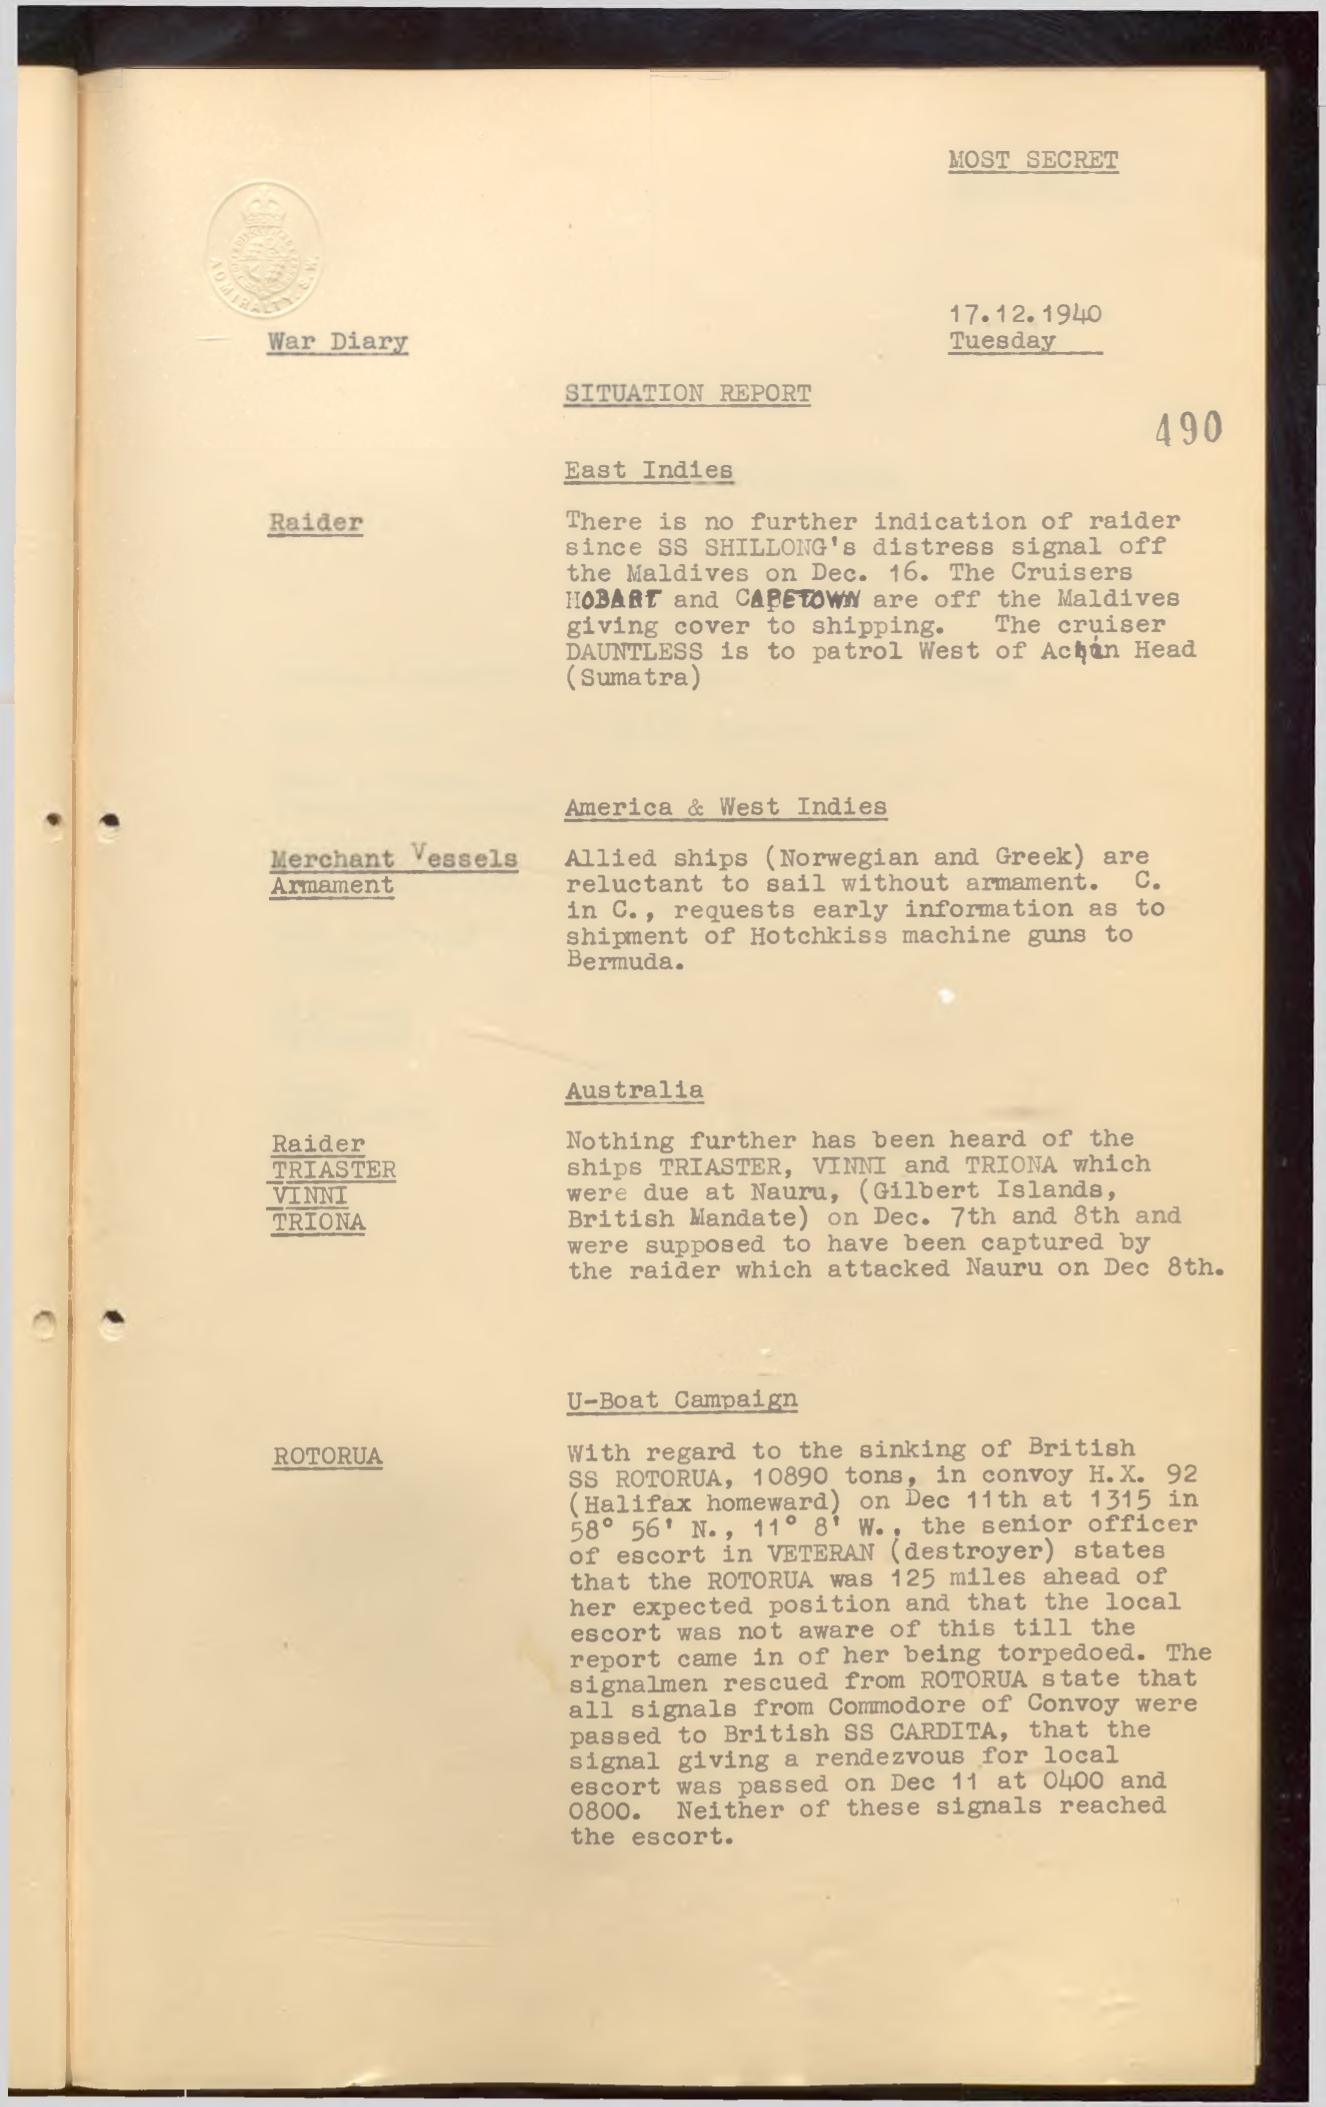 MOST SECRET
ADMIRALTY. S.W.
17.12.1940
War Diary
Tuesday
SITUATION REPORT
490
East Indies
Raider
There is no further indication of raider
since SS SHILLONG's distress signal off
the Maldives on Dec. 16. The Cruisers
HOBART and CAPETOWN are off the Maldives
giving cover to shipping. The cruiser
DAUNTLESS is to patrol West of Achin Head
(Sumatra)
America & West Indies
Merchant Vessels
Armament
Allied ships (Norwegian and Greek) are
reluctant to sail without armament. C.
in C., requests early information as to
shipment of Hotchkiss machine guns to
Bermuda.
Australia
Raider
TRIASTER
VINNI
TRIONA
Nothing further has been heard of the
ships TRIASTER, VINNI and TRIONA which
were due at Nauru, (Gilbert Islands,
British Mandate) on Dec. 7th and 8th and
were supposed to have been captured by
the raider which attacked Nauru on Dec 8th.
U-Boat Campaign
ROTORUA
With regard to the sinking of British
SS ROTORUA, 10890 tons, in convoy H.X. 92
(Halifax homeward) on Dec 11th at 1315 in
58° 56' N., 11° 8' W., the senior officer
of escort in VETERAN (destroyer) states
that the ROTORUA was 125 miles ahead of
her expected position and that the local
escort was not aware of this till the
report came in of her being torpedoed. The
signalmen rescued from ROTORUA state that
all signals from Commodore of Convoy were
passed to British SS CARDITA, that the
signal giving a rendezvous for local
escort was passed on Dec 11 at 0400 and
0800. Neither of these signals reached
the escort.